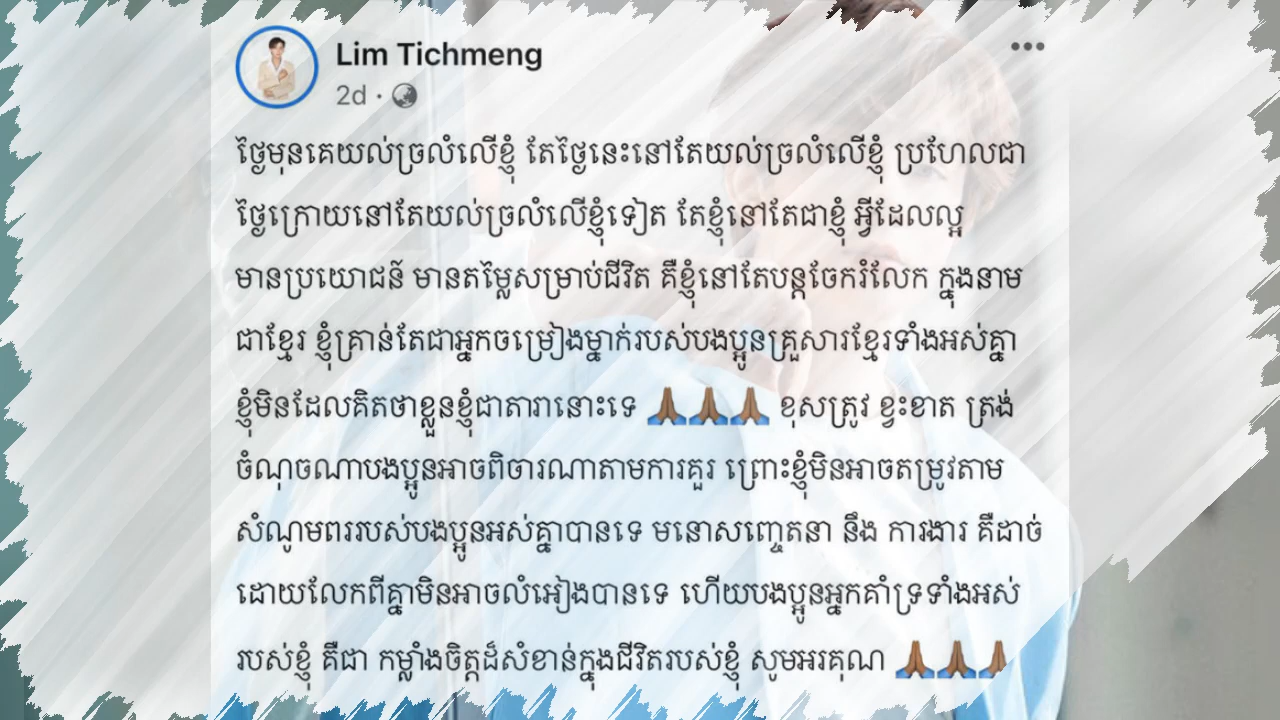 Lim Tichmeng
2d ·
ថ្ងៃមុនគេយល់ច្រលំលើខ្ញុំ តែថ្ងៃនេះនៅតែយល់ច្រលំលើខ្ញុំ ប្រហែលជា
ថ្ងៃក្រោយនៅតែយល់ច្រលំលើខ្ញុំទៀត តែខ្ញុំនៅតែជាខ្ញុំ អ្វីដែលល្អ
មានប្រយោជន៍ មានតម្លៃសម្រាប់ជីវិត គឺខ្ញុំនៅតែបន្តចែករំលែក ក្នុងនាម
ជាខ្មែរ ខ្ញុំគ្រាន់តែជាអ្នកចម្រៀងម្នាក់របស់បងប្អូនគ្រួសារខ្មែរទាំងអស់គ្នា
ខ្ញុំមិនដែលគិតថាខ្លួនខ្ញុំជាតារានោះទេ 🙏🏾🙏🏾🙏🏾 ខុសត្រូវ ខ្វះខាត ត្រង់
ចំណុចណាបងប្អូនអាចពិចារណាតាមការគួរ ព្រោះខ្ញុំមិនអាចតម្រូវតាម
សំណូមពររបស់បងប្អូនអស់គ្នាបានទេ មនោសញ្ចេតនា នឹង ការងារ គឺដាច់
ដោយលែកពីគ្នាមិនអាចលំអៀងបានទេ ហើយបងប្អូនអ្នកគាំទ្រទាំងអស់
របស់ខ្ញុំ គឺជា កម្លាំងចិត្តដ៏សំខាន់ក្នុងជីវិតរបស់ខ្ញុំ សូមអរគុណ 🙏🏾🙏🏾🙏🏾